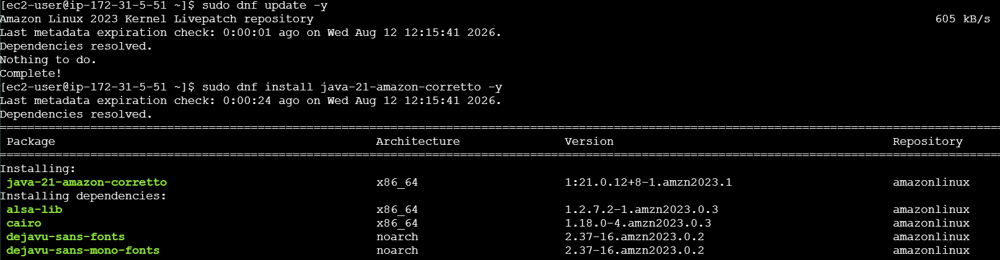 [ec2-user@ip-172-31-5-51 ~]$ sudo dnf update -y
Amazon Linux 2023 Kernel Livepatch repository 605 kB/s
Last metadata expiration check: 0:00:01 ago on Wed Aug 12 12:15:41 2026.
Dependencies resolved.
Nothing to do.
Complete!
[ec2-user@ip-172-31-5-51 ~]$ sudo dnf install java-21-amazon-corretto -y
Last metadata expiration check: 0:00:24 ago on Wed Aug 12 12:15:41 2026.
Dependencies resolved.
Package Architecture Version Repository
Installing:
java-21-amazon-corretto x86_64 1:21.0.12+8-1.amzn2023.1 amazonlinux
Installing dependencies:
alsa-lib x86_64 1.2.7.2-1.amzn2023.0.3 amazonlinux
cairo x86_64 1.18.0-4.amzn2023.0.3 amazonlinux
dejavu-sans-fonts noarch 2.37-16.amzn2023.0.2 amazonlinux
dejavu-sans-mono-fonts noarch 2.37-16.amzn2023.0.2 amazonlinux